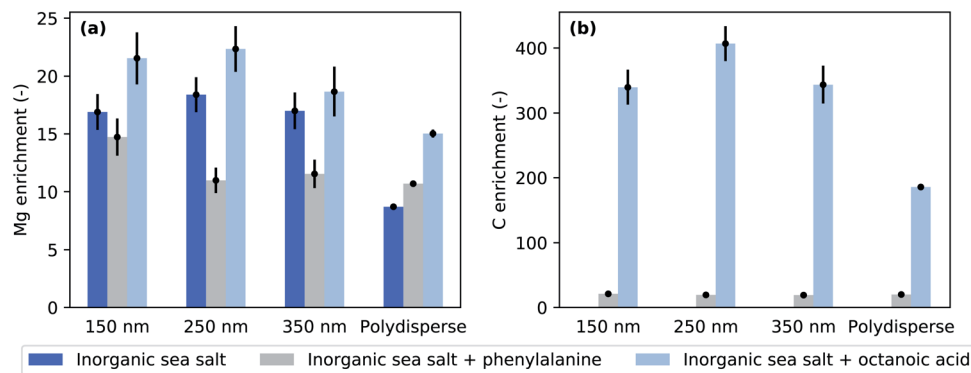 (a)
Mg enrichment (-)
25
20
15
10
5
0
150 nm 250 nm 350 nm Polydisperse
(b)
C enrichment (-)
400
300
200
100
0
150 nm 250 nm 350 nm Polydisperse
Inorganic sea salt Inorganic sea salt + phenylalanine Inorganic sea salt + octanoic acid